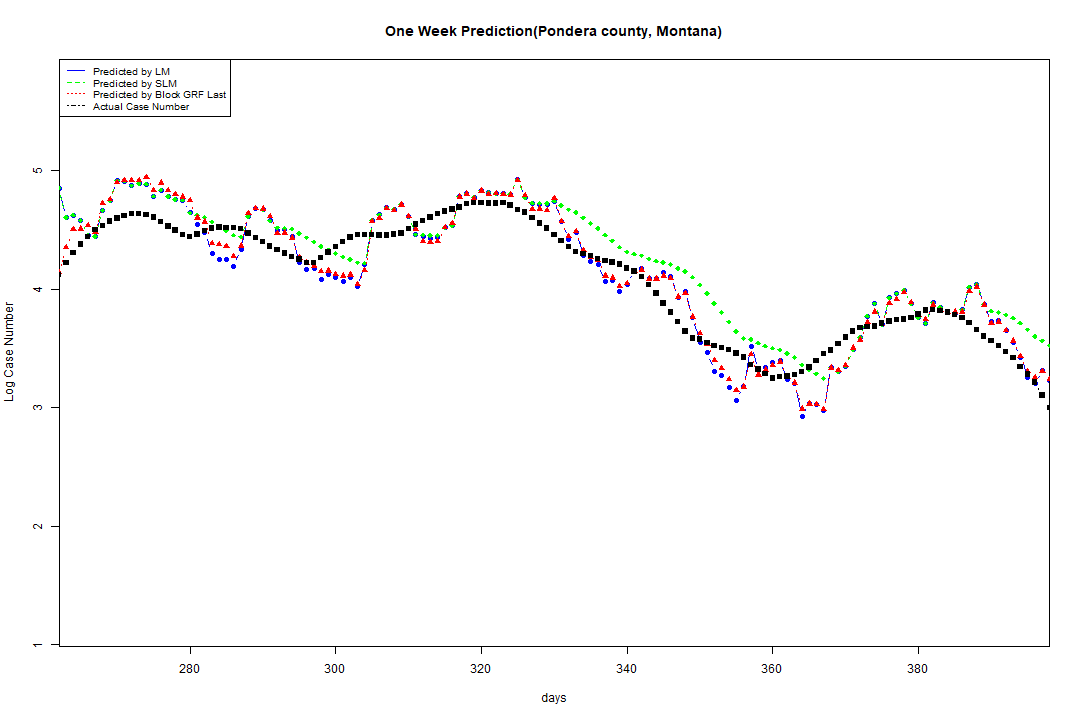 One Week Prediction(Pondera county, Montana)
Predicted by LM
Predicted by SLM
Predicted by Block GRF Last
Actual Case Number
5
4
3
2
1
Log Case Number
280 300 320 340 360 380
days